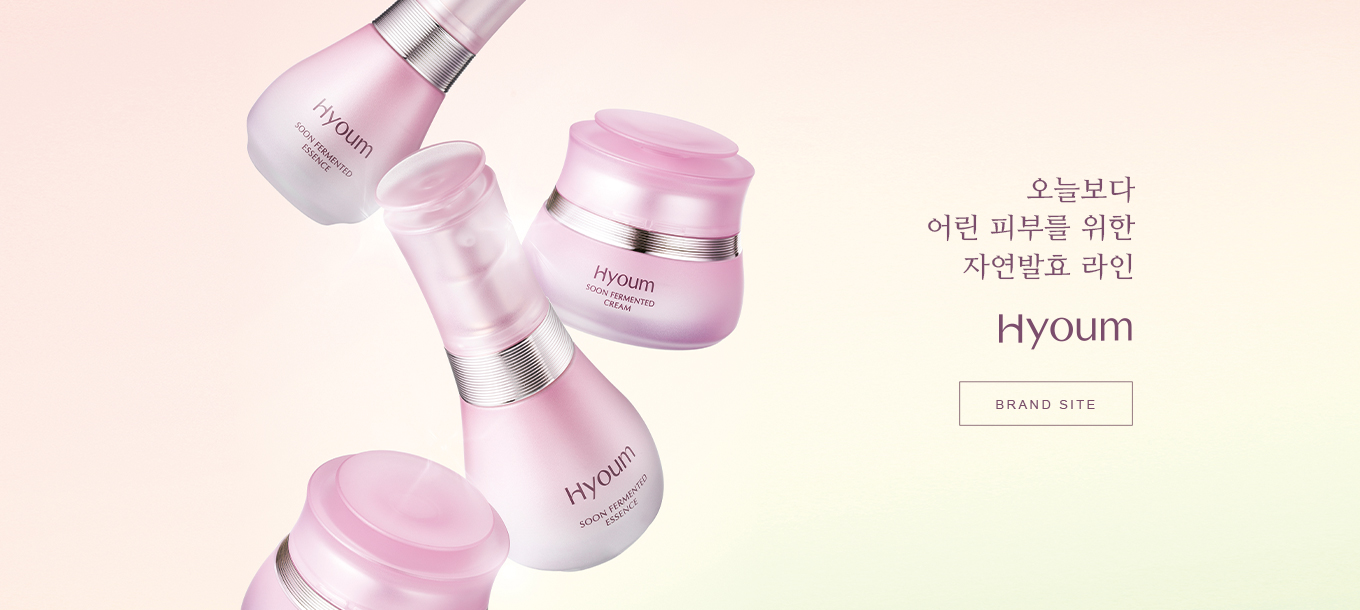 Hyoum
SOON FERMENTED
ESSENCE
Hyoum
SOON FERMENTED
CREAM
Hyoum
SOON FERMENTED
ESSENCE
오늘보다
어린 피부를 위한
자연발효 라인
Hyoum
BRAND SITE